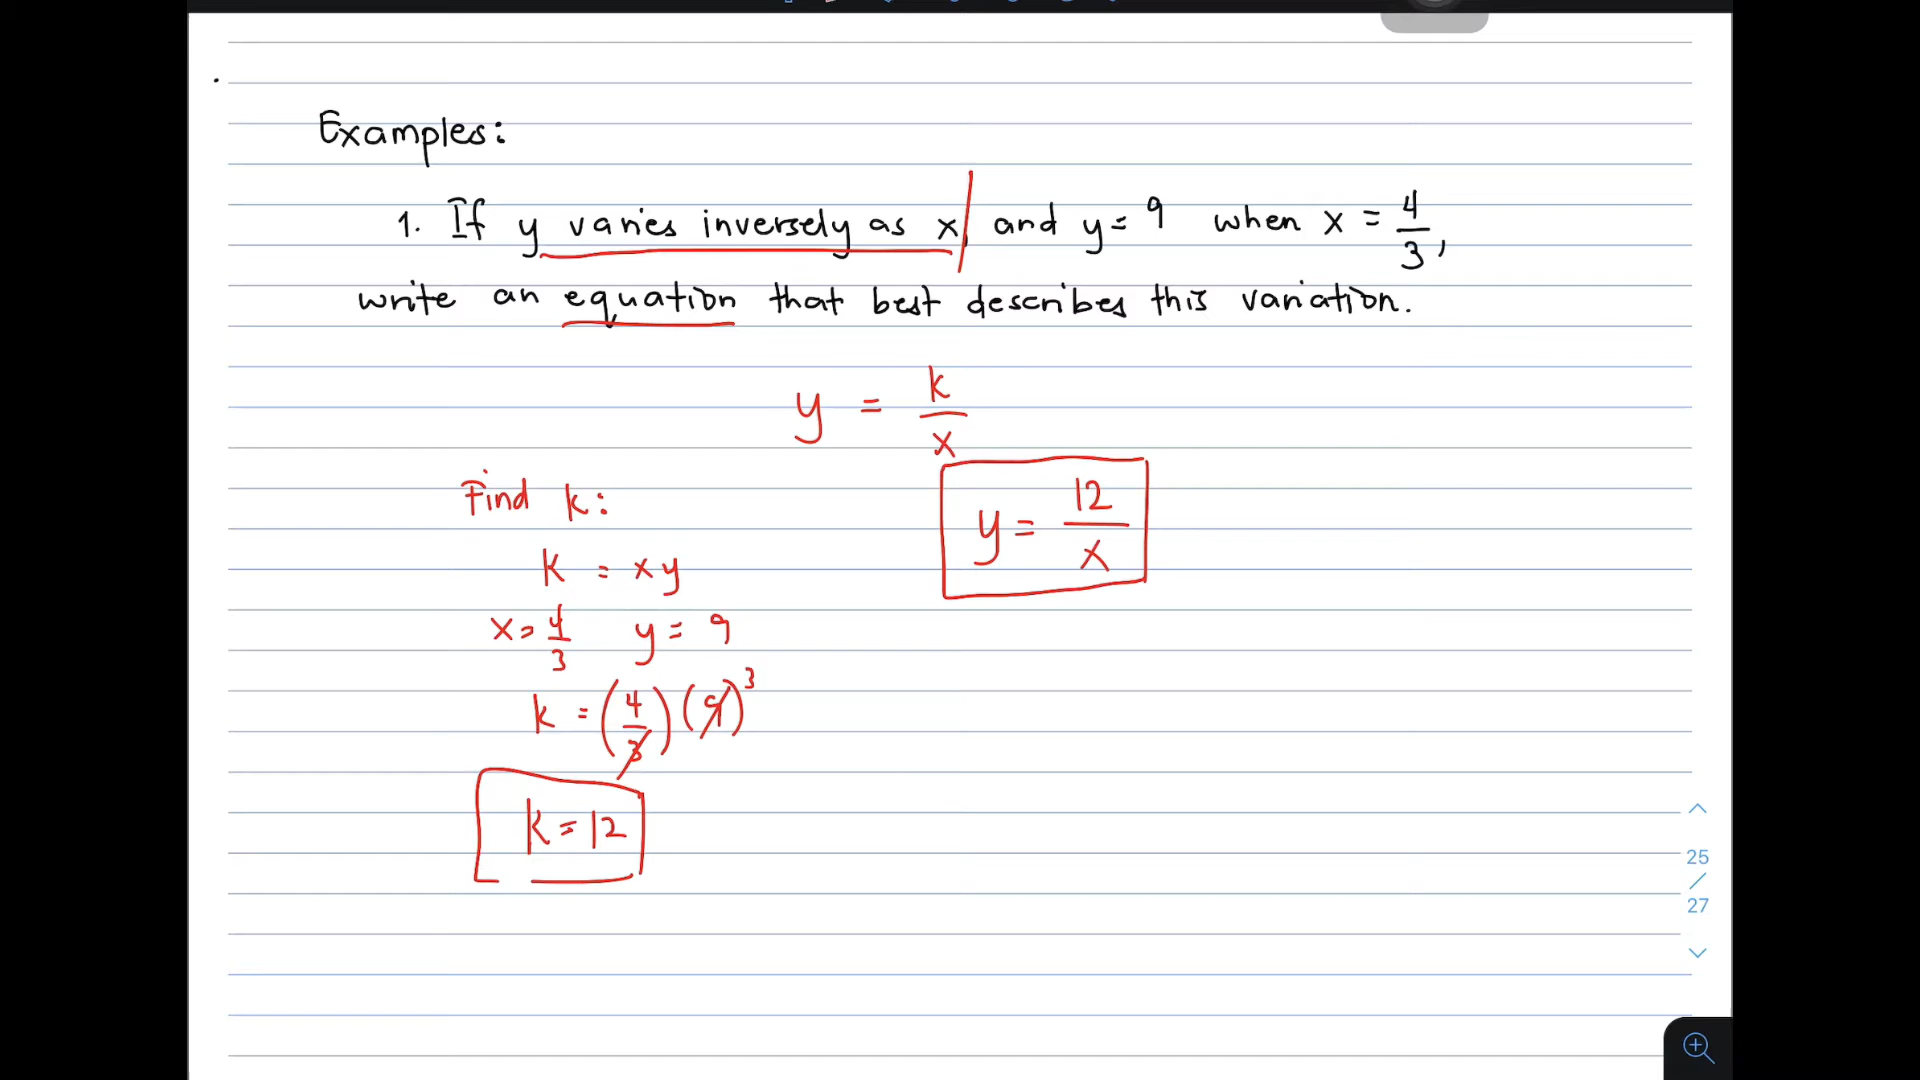 Examples:
1. If y varies inversely as x, and y = 9 when x = 4/3,
write an equation that best describes this variation.
y = k/x
Find k:
y = 12/x
k = xy
x = 4/3 y = 9
k = (4/3)(9)³
k = 12
25
/
27